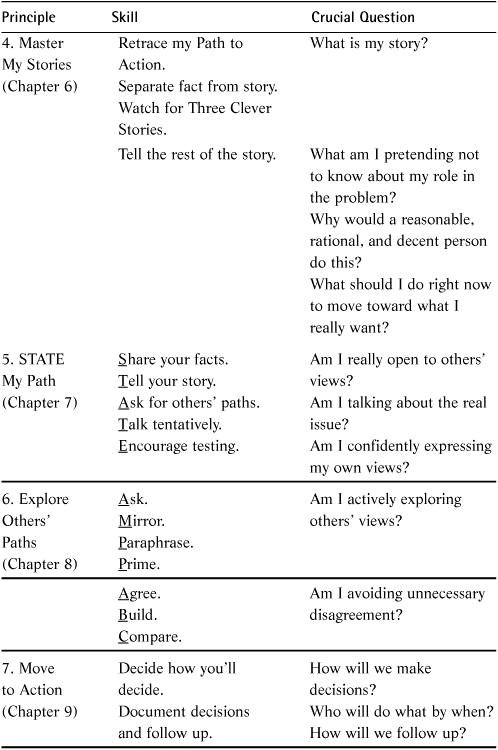 Principle Skill Crucial Question
4. Master Retrace my Path to What is my story?
My Stories Action.
(Chapter 6) Separate fact from story.
Watch for Three Clever
Stories.
Tell the rest of the story. What am I pretending not
to know about my role in
the problem?
Why would a reasonable,
rational, and decent person
do this?
What should I do right now
to move toward what I
really want?
5. STATE Share your facts. Am I really open to others’
My Path Tell your story. views?
(Chapter 7) Ask for others’ paths. Am I talking about the real
Talk tentatively. issue?
Encourage testing. Am I confidently expressing
my own views?
6. Explore Ask. Am I actively exploring
Others’ Mirror. others’ views?
Paths Paraphrase.
(Chapter 8) Prime.
Agree. Am I avoiding unnecessary
Build. disagreement?
Compare.
7. Move Decide how you’ll How will we make
to Action decide. decisions?
(Chapter 9) Document decisions Who will do what by when?
and follow up. How will we follow up?